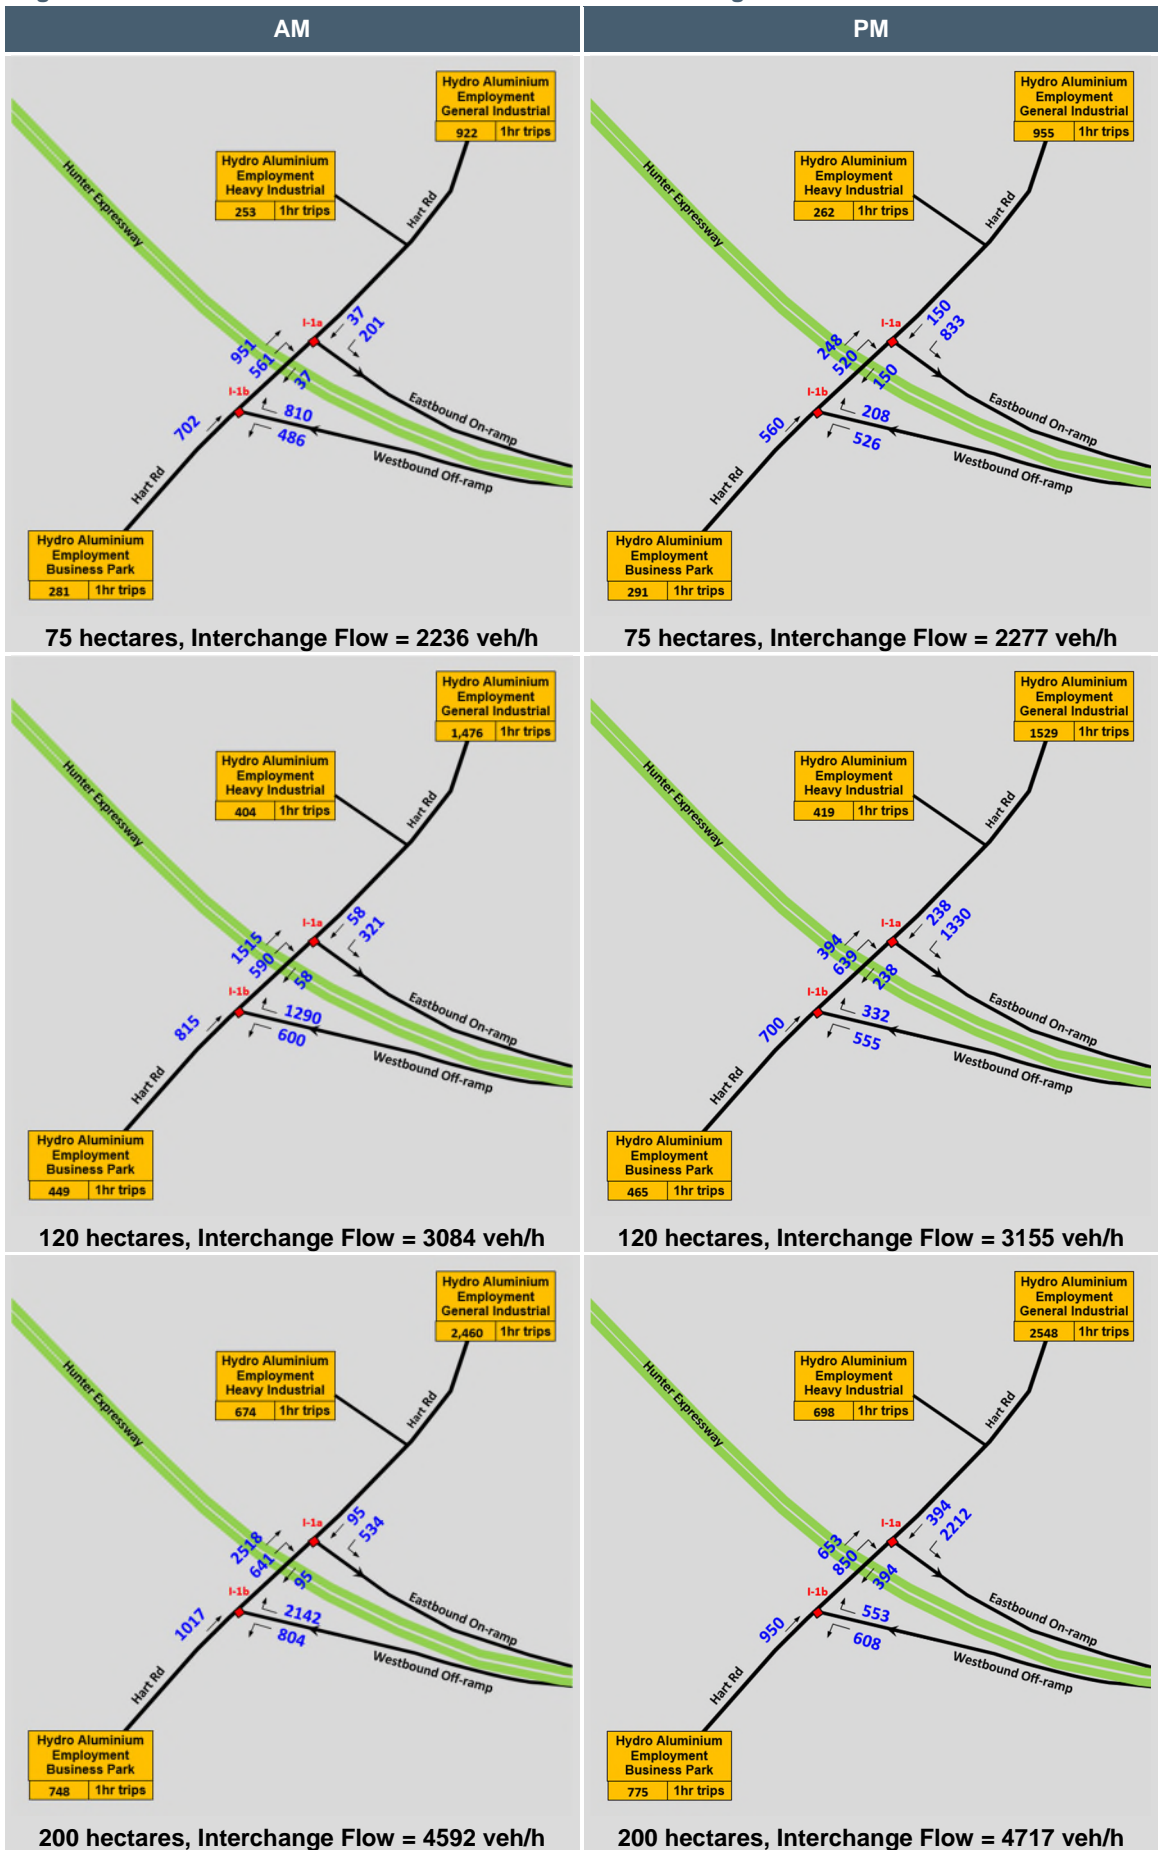 AM
PM
Hydro Aluminium
Employment
General Industrial
922 1hr trips
Hydro Aluminium
Employment
Heavy Industrial
253 1hr trips
Hunter Expressway
Hart Rd
I-1a
37
201
951
561
37
I-1b
702
810
486
Eastbound On-ramp
Westbound Off-ramp
Hart Rd
Hydro Aluminium
Employment
Business Park
281 1hr trips
75 hectares, Interchange Flow = 2236 veh/h
Hydro Aluminium
Employment
General Industrial
955 1hr trips
Hydro Aluminium
Employment
Heavy Industrial
262 1hr trips
Hunter Expressway
Hart Rd
I-1a
150
833
248
520
150
I-1b
560
208
526
Eastbound On-ramp
Westbound Off-ramp
Hart Rd
Hydro Aluminium
Employment
Business Park
291 1hr trips
75 hectares, Interchange Flow = 2277 veh/h
Hydro Aluminium
Employment
General Industrial
1,476 1hr trips
Hydro Aluminium
Employment
Heavy Industrial
404 1hr trips
Hunter Expressway
Hart Rd
I-1a
58
321
1515
590
58
I-1b
815
1290
600
Eastbound On-ramp
Westbound Off-ramp
Hart Rd
Hydro Aluminium
Employment
Business Park
449 1hr trips
120 hectares, Interchange Flow = 3084 veh/h
Hydro Aluminium
Employment
General Industrial
1529 1hr trips
Hydro Aluminium
Employment
Heavy Industrial
419 1hr trips
Hunter Expressway
Hart Rd
I-1a
238
1330
394
639
238
I-1b
700
332
555
Eastbound On-ramp
Westbound Off-ramp
Hart Rd
Hydro Aluminium
Employment
Business Park
465 1hr trips
120 hectares, Interchange Flow = 3155 veh/h
Hydro Aluminium
Employment
General Industrial
2,460 1hr trips
Hydro Aluminium
Employment
Heavy Industrial
674 1hr trips
Hunter Expressway
Hart Rd
I-1a
95
534
2518
641
95
I-1b
1017
2142
804
Eastbound On-ramp
Westbound Off-ramp
Hart Rd
Hydro Aluminium
Employment
Business Park
748 1hr trips
200 hectares, Interchange Flow = 4592 veh/h
Hydro Aluminium
Employment
General Industrial
2548 1hr trips
Hydro Aluminium
Employment
Heavy Industrial
698 1hr trips
Hunter Expressway
Hart Rd
I-1a
394
2212
653
850
394
I-1b
950
553
608
Eastbound On-ramp
Westbound Off-ramp
Hart Rd
Hydro Aluminium
Employment
Business Park
775 1hr trips
200 hectares, Interchange Flow = 4717 veh/h